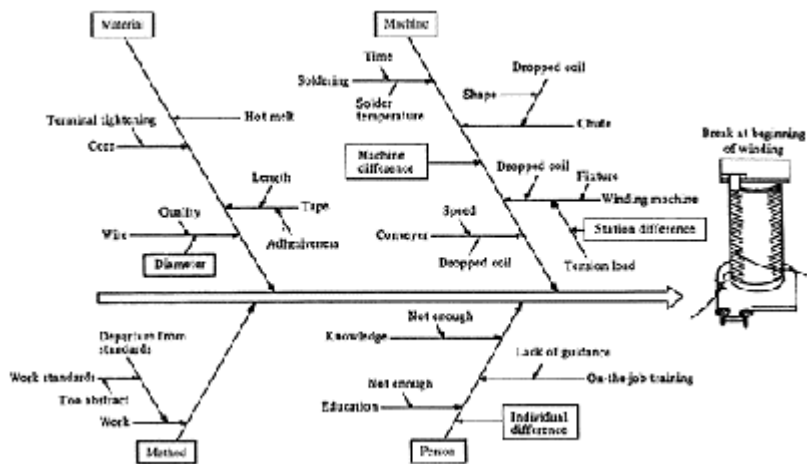 Material
Machine
Time
Soldering
Solder
temperature
Dropped coil
Shape
Chute
Terminal tightening
Hot melt
Machine
difference
Dropped coil
Fixture
Winding machine
Break at beginning
of winding
Length
Tape
Adhesiveness
Quality
Wire
Diameter
Speed
Conveyer
Dropped coil
Station difference
Tension load
Departure from
standards
Work standards
Too abstract
Work
Method
Not enough
Knowledge
Lack of guidance
On-the job training
Not enough
Education
Individual
difference
Person